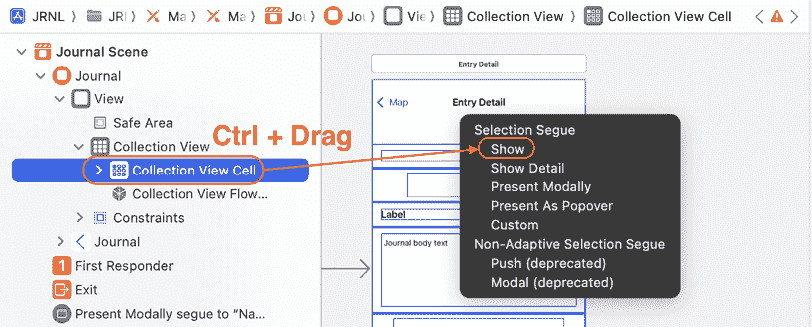 JRNL JRI Ma Ma Jou Jo Vie Collection View Collection View Cell
Journal Scene
Journal
View
Safe Area
Collection View
Collection View Cell
Collection View Flow...
Constraints
Journal
First Responder
Exit
Present Modally segue to “Na...
Ctrl + Drag
Entry Detail
Map Entry Detail
Label
Journal body text
Selection Segue
Show
Show Detail
Present Modally
Present As Popover
Custom
Non-Adaptive Selection Segue
Push (deprecated)
Modal (deprecated)